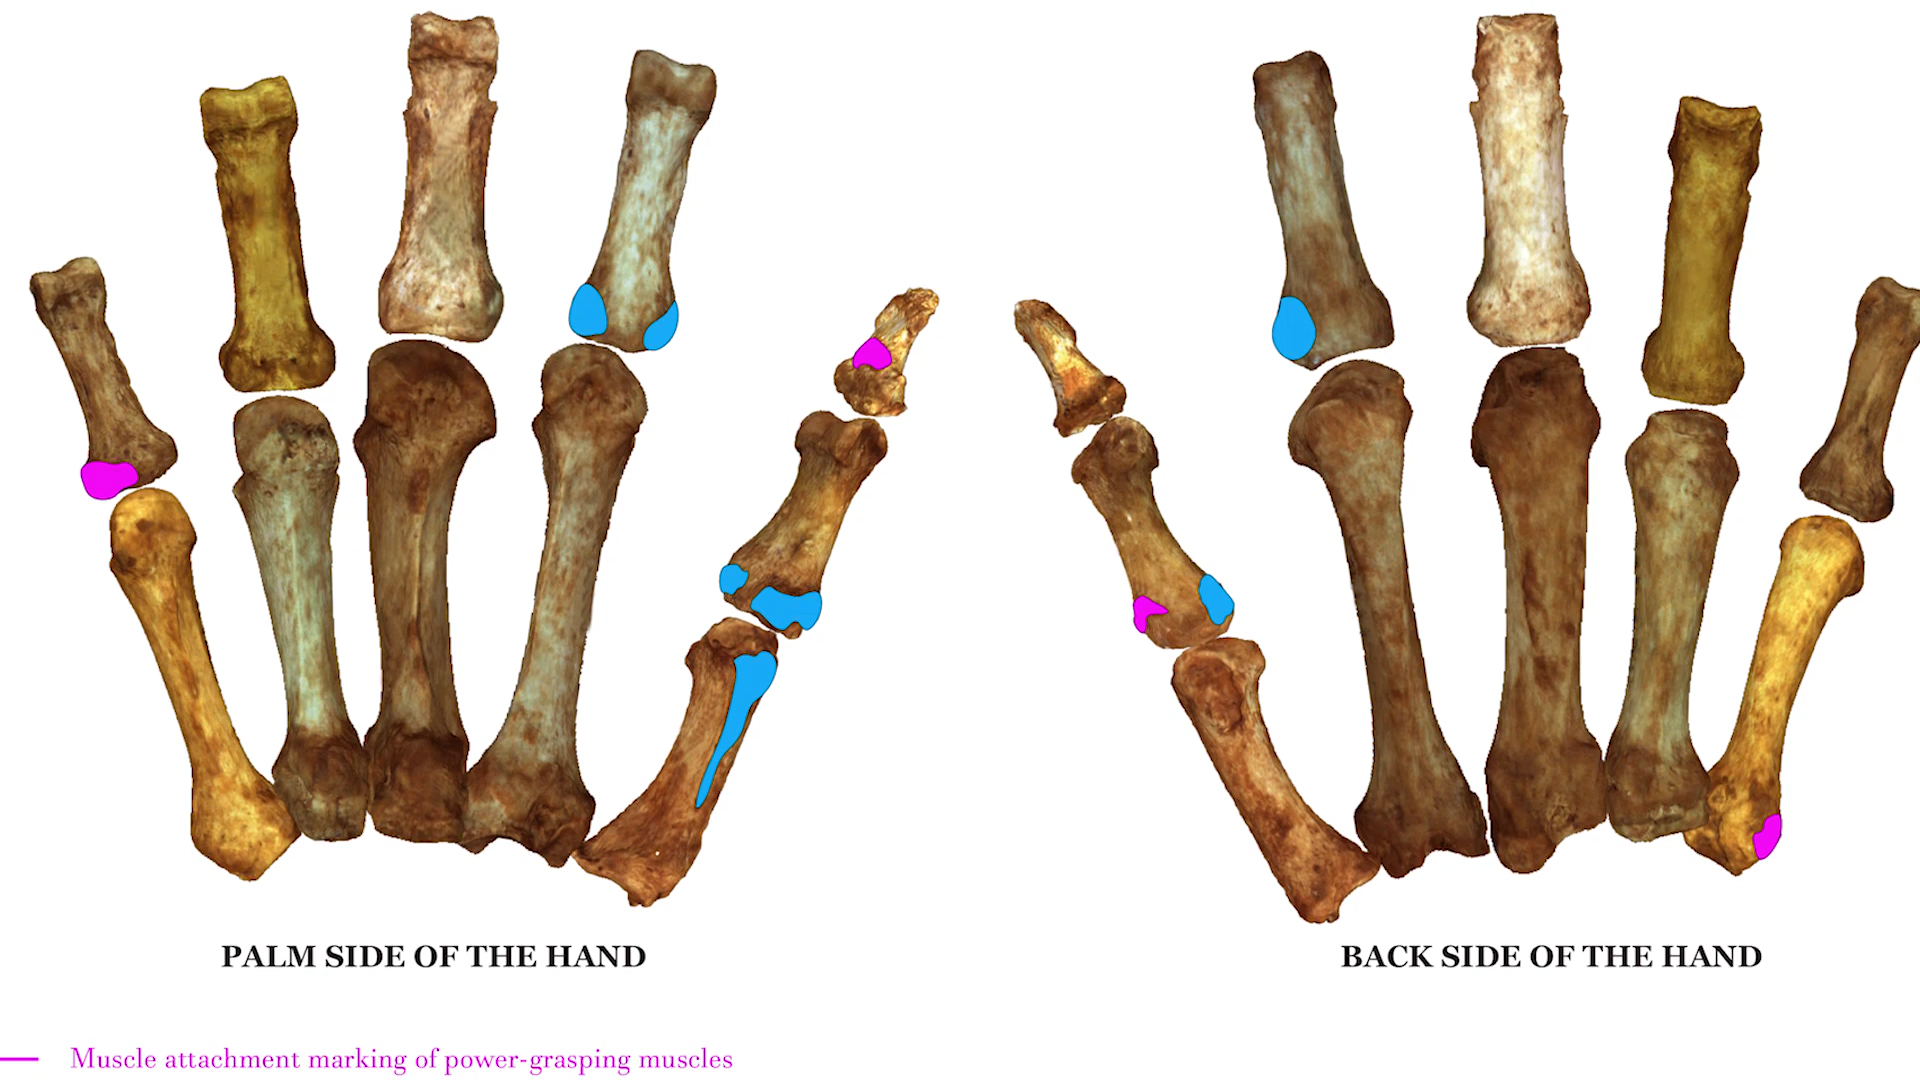 PALM SIDE OF THE HAND
BACK SIDE OF THE HAND
Muscle attachment marking of power-grasping muscles